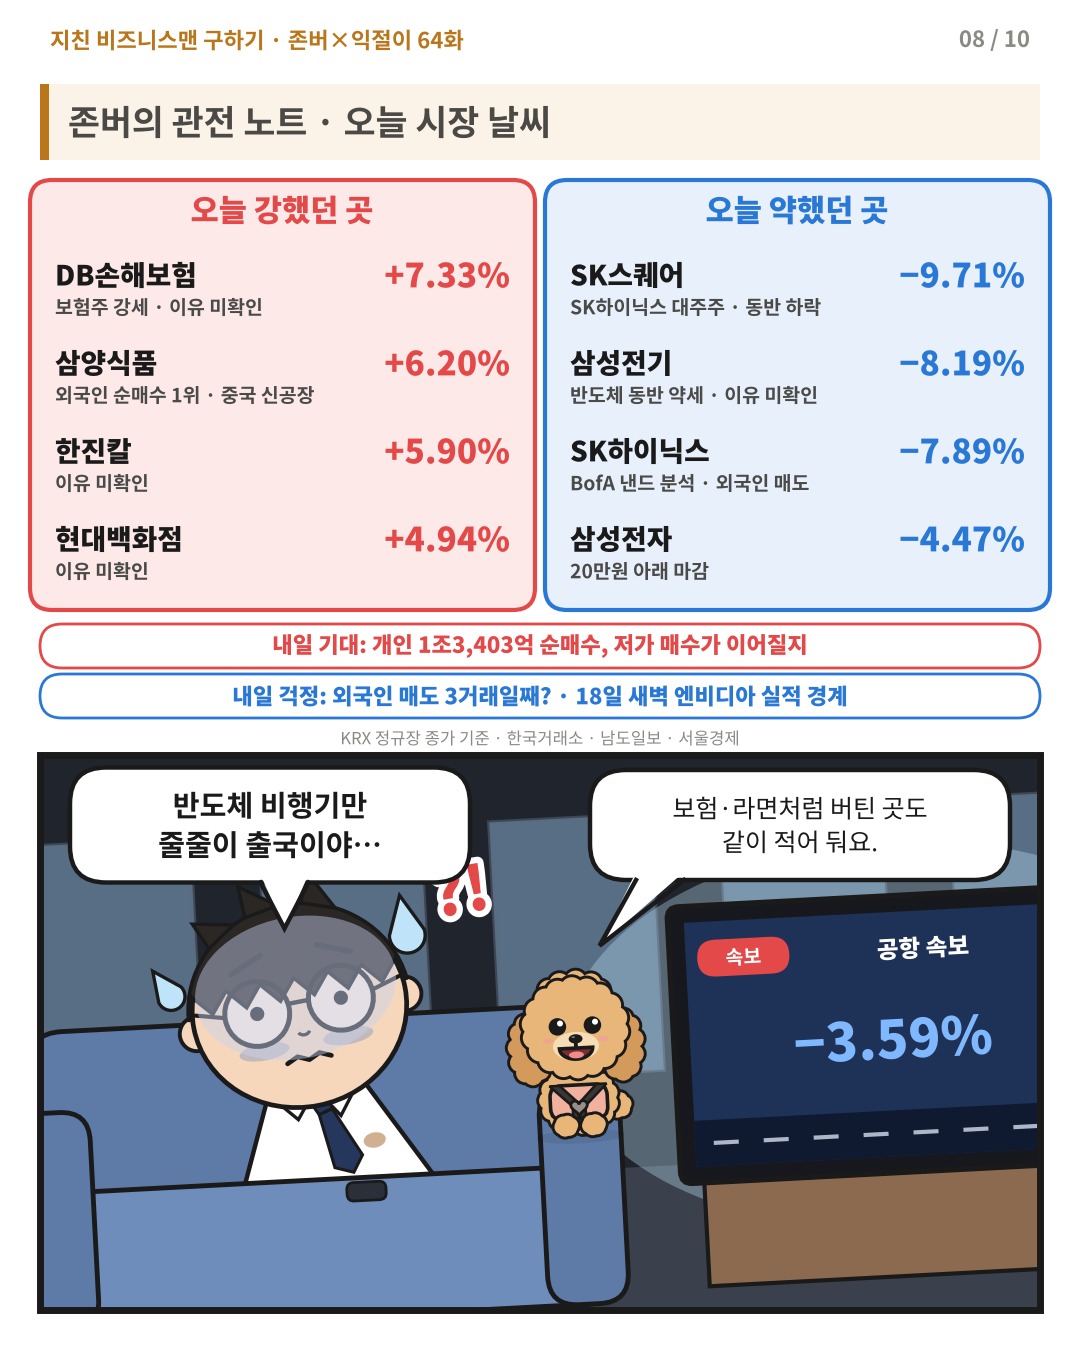 지친 비즈니스맨 구하기 · 존버×익절이 64화
08 / 10
존버의 관전 노트 · 오늘 시장 날씨
오늘 강했던 곳
DB손해보험 +7.33%
보험주 강세 · 이유 미확인
삼양식품 +6.20%
외국인 순매수 1위 · 중국 신공장
한진칼 +5.90%
이유 미확인
현대백화점 +4.94%
이유 미확인
오늘 약했던 곳
SK스퀘어 −9.71%
SK하이닉스 대주주 · 동반 하락
삼성전기 −8.19%
반도체 동반 약세 · 이유 미확인
SK하이닉스 −7.89%
BofA 낸드 분석 · 외국인 매도
삼성전자 −4.47%
20만원 아래 마감
내일 기대: 개인 1조3,403억 순매수, 저가 매수가 이어질지
내일 걱정: 외국인 매도 3거래일째? · 18일 새벽 엔비디아 실적 경계
KRX 정규장 종가 기준 · 한국거래소 · 남도일보 · 서울경제
반도체 비행기만
줄줄이 출국이야…
보험·라면처럼 버틴 곳도
같이 적어 둬요.
?!
속보
공항 속보
−3.59%